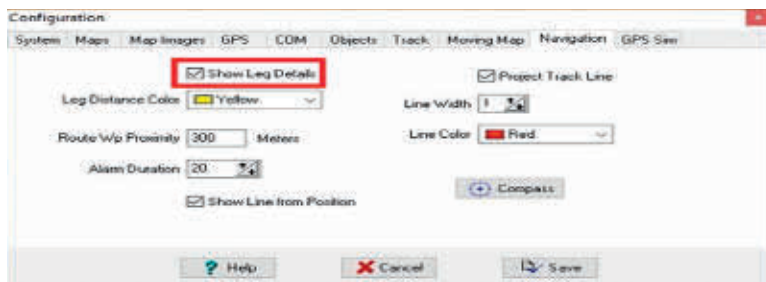 Configuration
System Maps Map Images GPS COM Objects Track Moving Map Navigation GPS Sim
Show Leg Details
Project Track Line
Leg Distance Color Yellow
Line Width 1
Route Wp Proximity 300 Meters
Line Color Red
Alarm Duration 20
Compass
Show Line from Position
Help Cancel Save